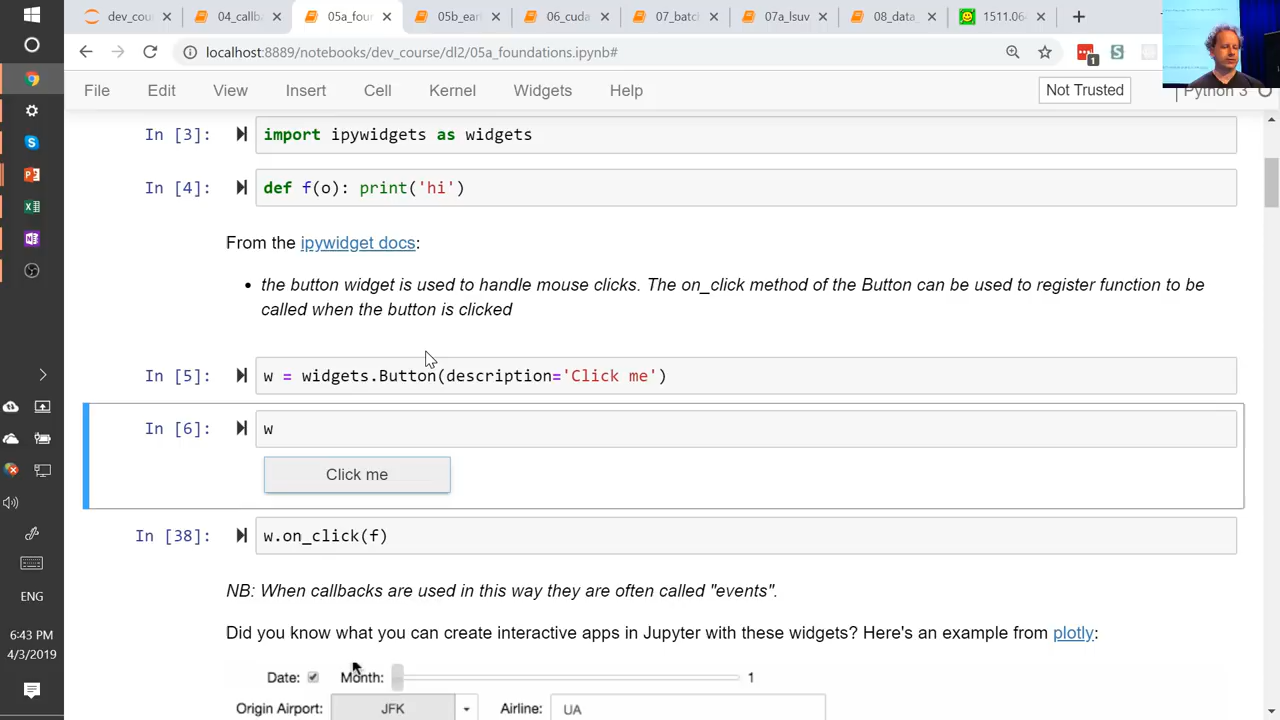 dev_cou
04_callb
05a_four
05b_ear
06_cuda
07_batcl
07a_lsuv
08_data_
1511.06
localhost:8889/notebooks/dev_course/dl2/05a_foundations.ipynb#
1
S
File Edit View Insert Cell Kernel Widgets Help
Not Trusted
Python 3
In [3]:
import ipywidgets as widgets
In [4]:
def f(o): print('hi')
From the ipywidget docs:
• the button widget is used to handle mouse clicks. The on_click method of the Button can be used to register function to be
called when the button is clicked
In [5]:
w = widgets.Button(description='Click me')
In [6]:
w
Click me
In [38]:
w.on_click(f)
NB: When callbacks are used in this way they are often called "events".
Did you know what you can create interactive apps in Jupyter with these widgets? Here's an example from plotly:
Date: Month: 1
Origin Airport: JFK Airline: UA
ENG
6:43 PM
4/3/2019